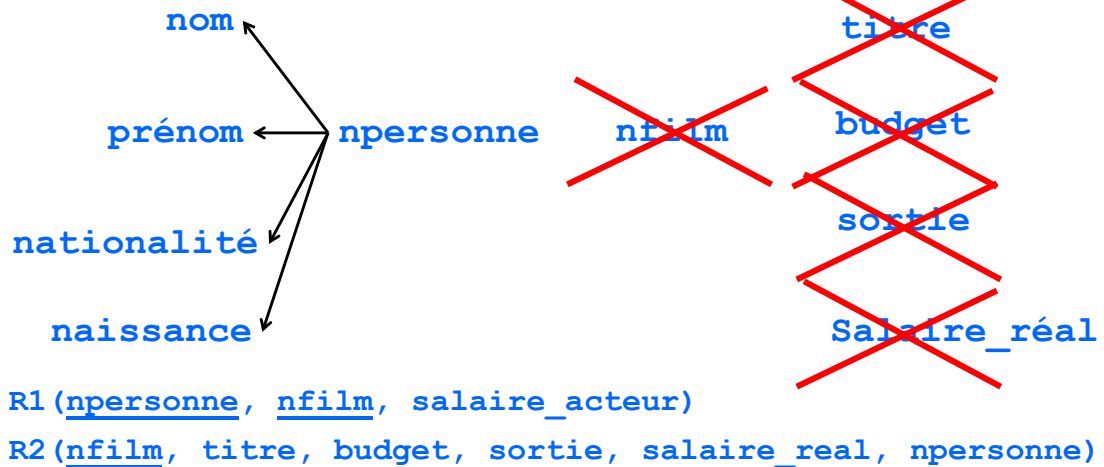 nom
titre
prénom
npersonne
nfilm
budget
nationalité
sortie
naissance
Salaire_réal
R1(npersonne, nfilm, salaire_acteur)
R2(nfilm, titre, budget, sortie, salaire_real, npersonne)